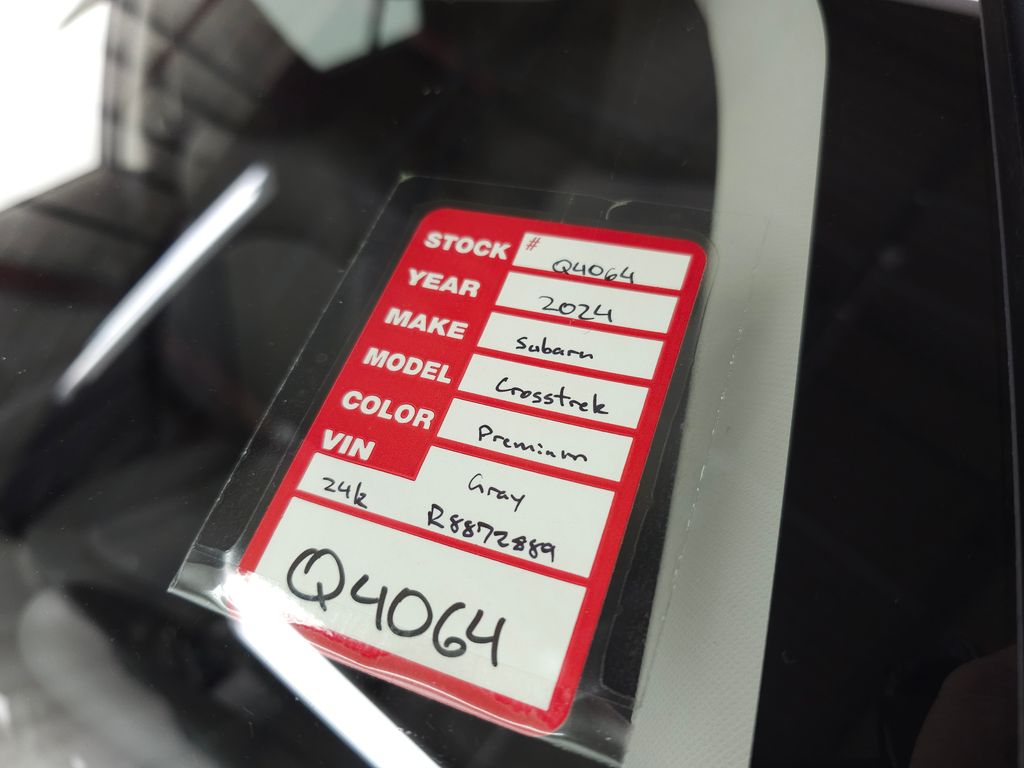 STOCK # Q4064
YEAR 2024
MAKE Subaru
MODEL Crosstrek
COLOR Premium
VIN Gray
24k R8872889
Q4064